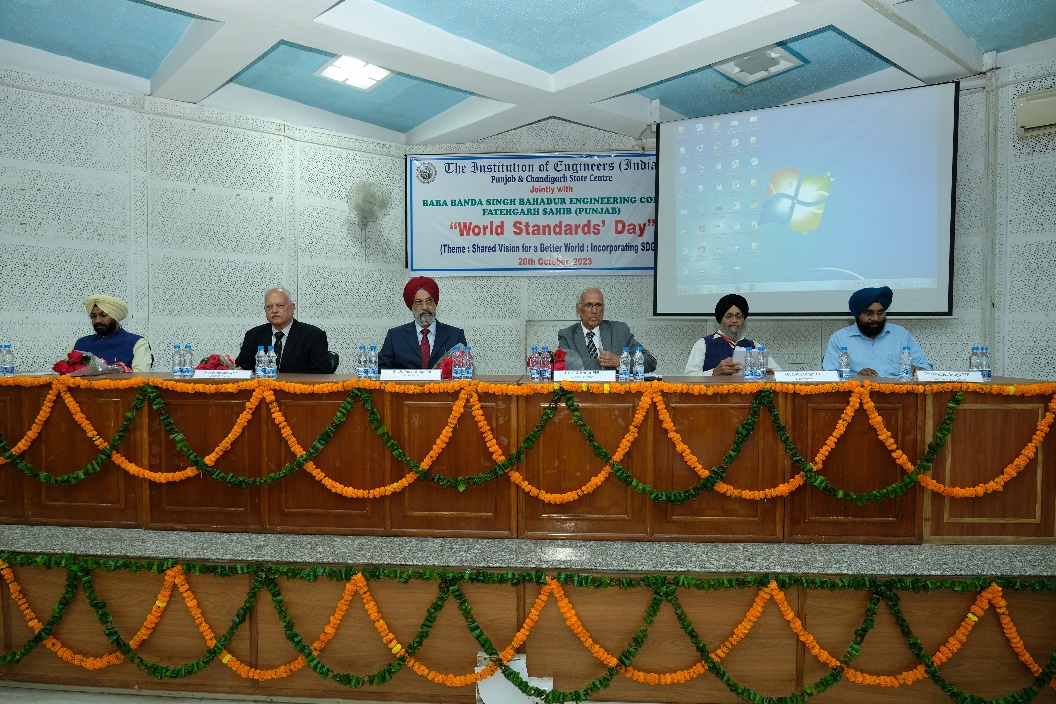 The Institution of Engineers (India
Punjab & Chandigarh State Centre
Jointly with
BABA BANDA SINGH BAHADUR ENGINEERING CO
FATEHGARH SAHIB (PUNJAB)
“World Standards’ Day”
(Theme : Shared Vision for a Better World : Incorporating SDG
20th October, 2023